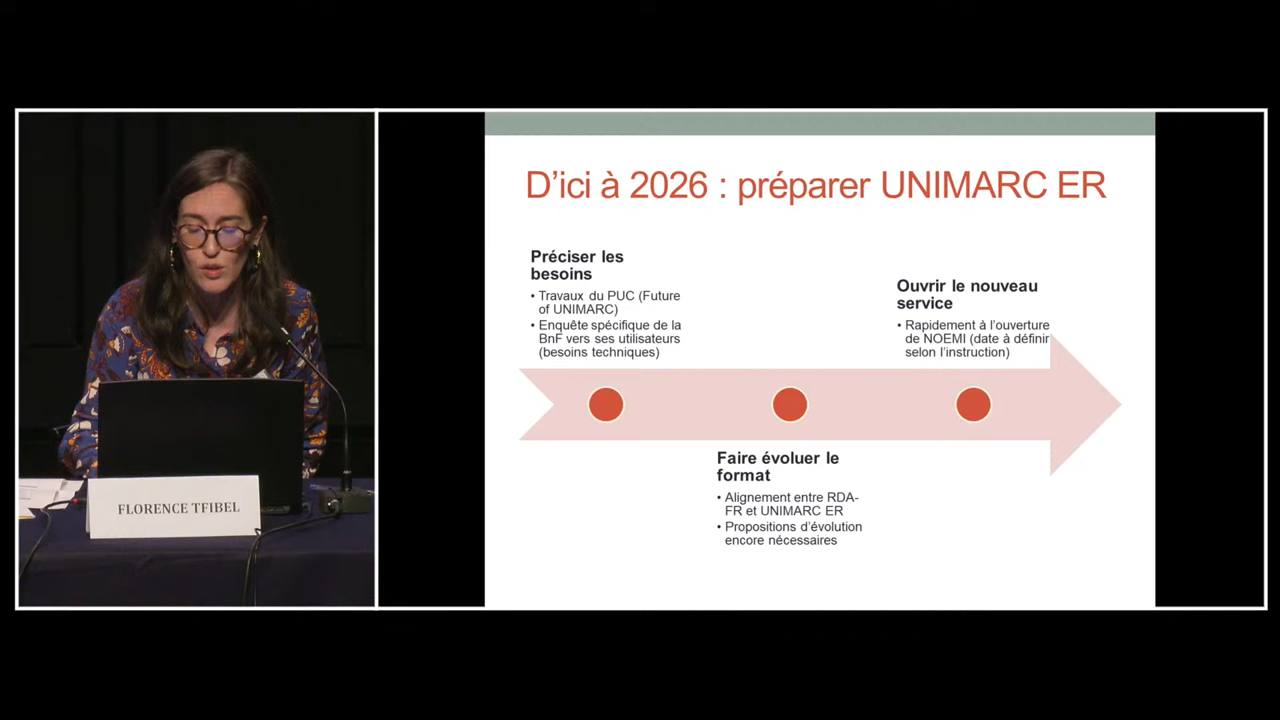 D'ici à 2026 : préparer UNIMARC ER
Préciser les
besoins
• Travaux du PUC (Future
of UNIMARC)
• Enquête spécifique de la
BnF vers ses utilisateurs
(besoins techniques)
Ouvrir le nouveau
service
• Rapidement à l'ouverture
de NOEMI (date à définir
selon l'instruction)
Faire évoluer le
format
• Alignement entre RDA-
FR et UNIMARC ER
• Propositions d'évolution
encore nécessaires
FLORENCE TFIBEL